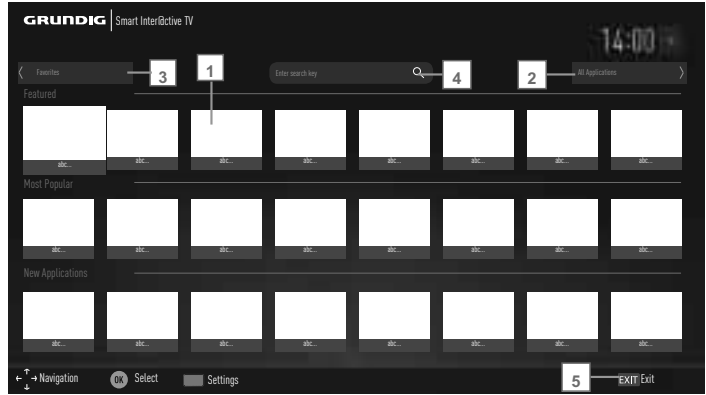 GRUNDIG Smart Inter@ctive TV
14:00
Favorites
3
1
Enter search key
4
2
All Applications
Featured
abc... abc... abc... abc... abc... abc... abc... abc...
Most Popular
abc... abc... abc... abc... abc... abc... abc... abc...
New Applications
abc... abc... abc... abc... abc... abc... abc... abc...
Navigation OK Select Settings 5 EXIT Exit